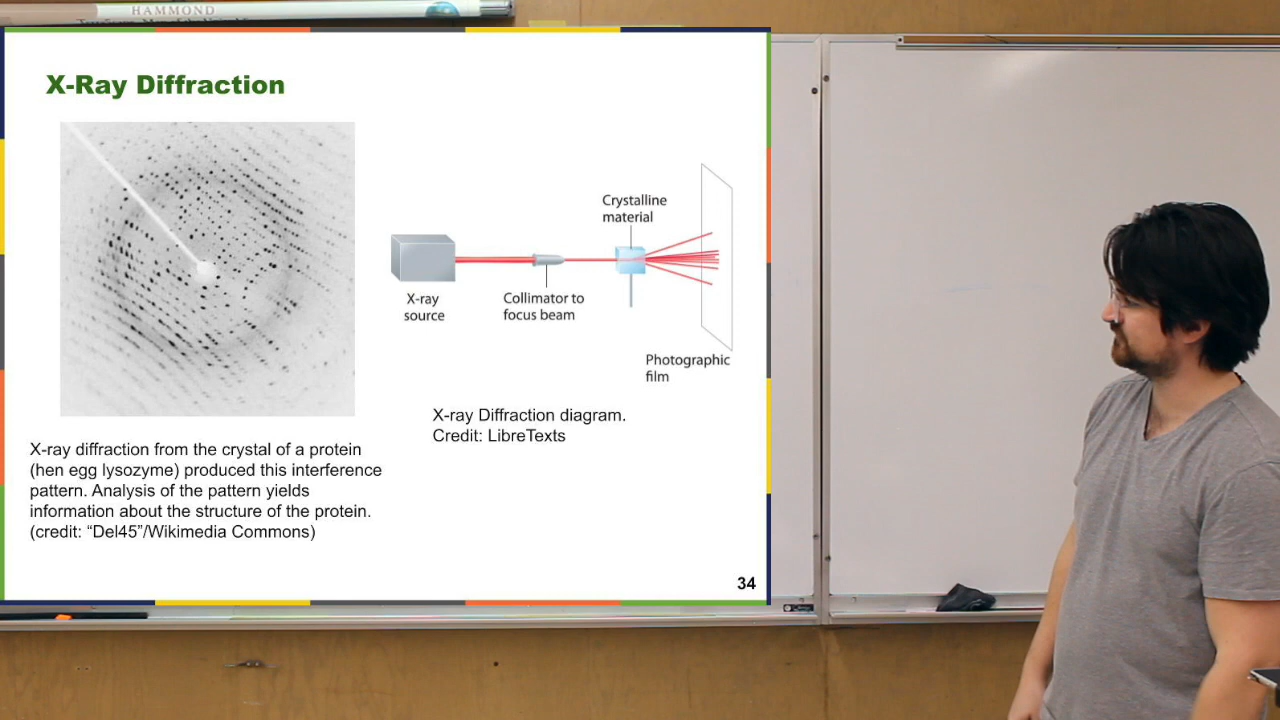 HAMMOND
X-Ray Diffraction
Crystalline
material
X-ray
source
Collimator to
focus beam
Photographic
film
X-ray Diffraction diagram.
Credit: LibreTexts
X-ray diffraction from the crystal of a protein
(hen egg lysozyme) produced this interference
pattern. Analysis of the pattern yields
information about the structure of the protein.
(credit: “Del45”/Wikimedia Commons)
34